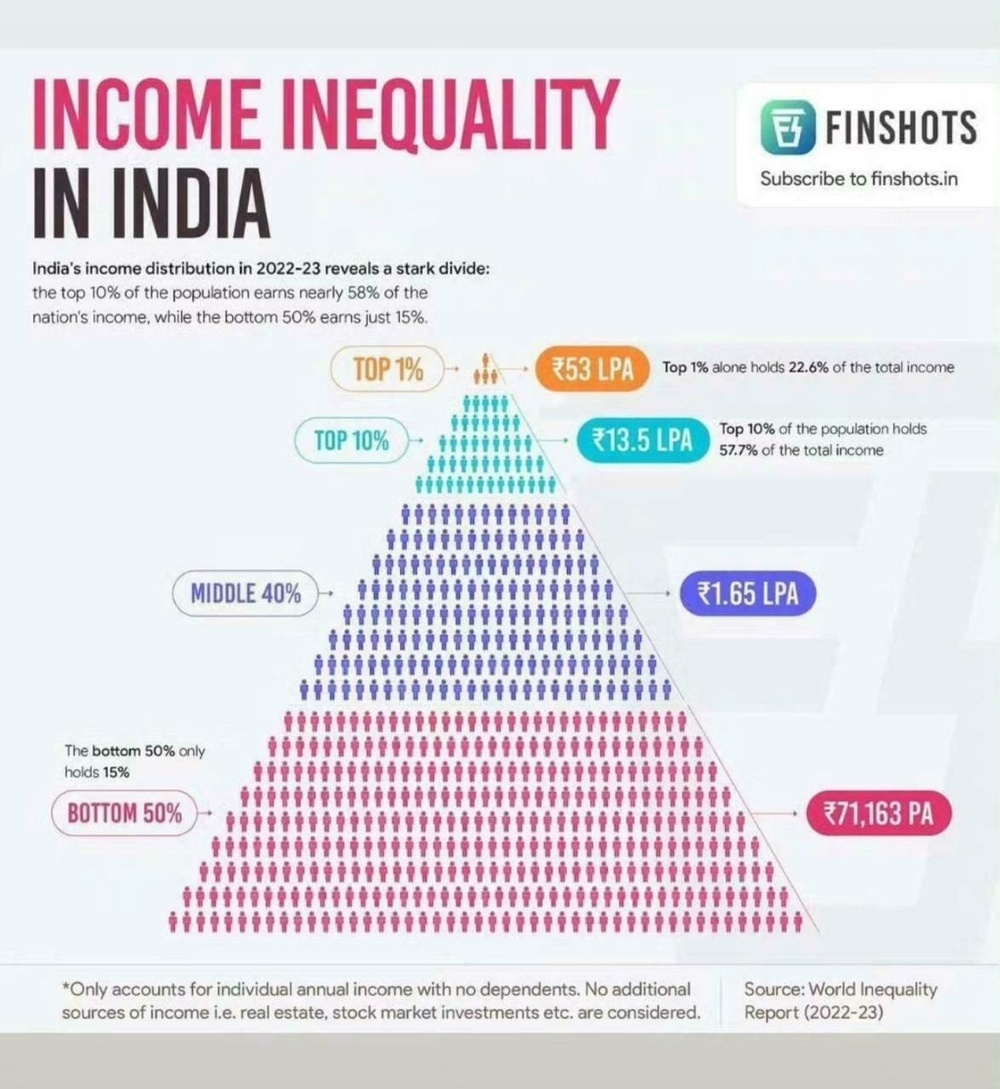 INCOME INEQUALITY
IN INDIA
FINSHOTS
Subscribe to finshots.in
India's income distribution in 2022-23 reveals a stark divide:
the top 10% of the population earns nearly 58% of the
nation's income, while the bottom 50% earns just 15%.
TOP 1%
₹53 LPA
Top 1% alone holds 22.6% of the total income
TOP 10%
₹13.5 LPA
Top 10% of the population holds
57.7% of the total income
MIDDLE 40%
₹1.65 LPA
The bottom 50% only
holds 15%
BOTTOM 50%
₹71,163 PA
*Only accounts for individual annual income with no dependents. No additional
sources of income i.e. real estate, stock market investments etc. are considered.
Source: World Inequality
Report (2022-23)